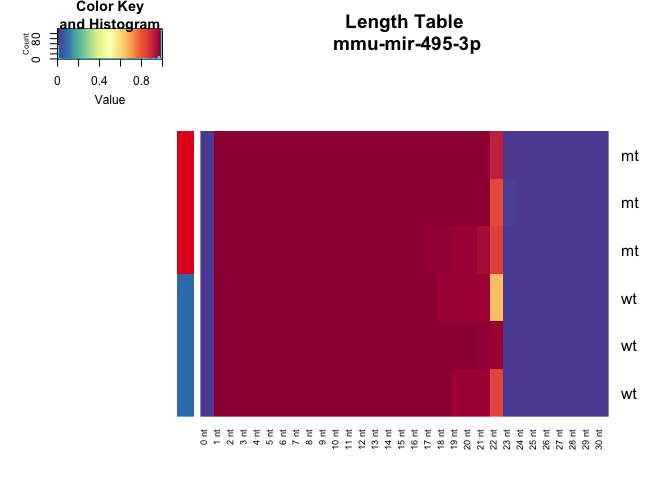 Color Key
and Histogram
Count
0 80
0 0.4 0.8
Value
Length Table
mmu-mir-495-3p
mt
mt
mt
wt
wt
wt
0 nt
1 nt
2 nt
3 nt
4 nt
5 nt
6 nt
7 nt
8 nt
9 nt
10 nt
11 nt
12 nt
13 nt
14 nt
15 nt
16 nt
17 nt
18 nt
19 nt
20 nt
21 nt
22 nt
23 nt
24 nt
25 nt
26 nt
27 nt
28 nt
29 nt
30 nt